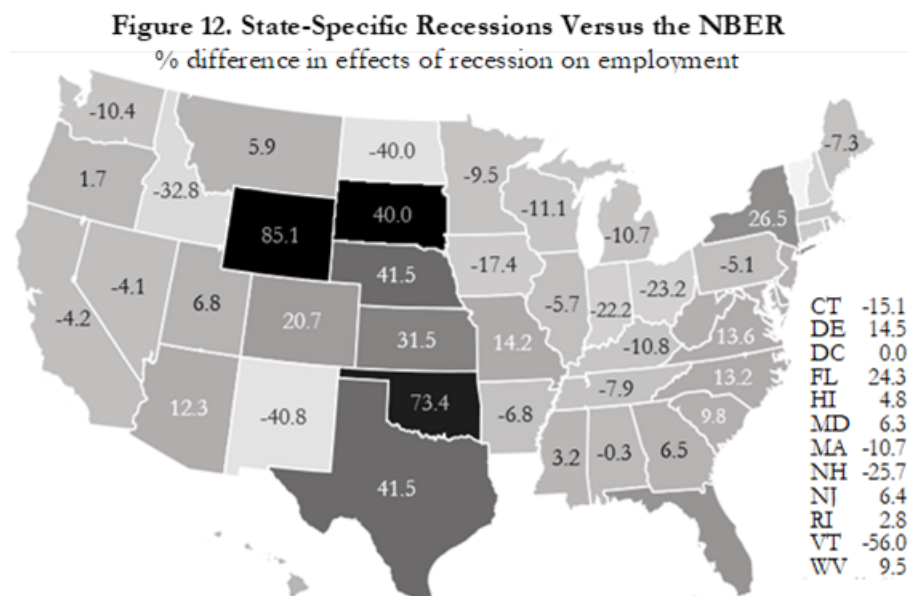 Figure 12. State-Specific Recessions Versus the NBER
% difference in effects of recession on employment
-10.4
5.9
-40.0
-9.5
-7.3
1.7
-32.8
-11.1
85.1
40.0
-10.7
26.5
-17.4
-5.1
-4.1
41.5
-4.2
6.8
-5.7
-22.2
-23.2
20.7
31.5
14.2
-10.8
13.6
12.3
-40.8
73.4
-6.8
-7.9
13.2
9.8
3.2
-0.3
6.5
41.5
CT -15.1
DE 14.5
DC 0.0
FL 24.3
HI 4.8
MD 6.3
MA -10.7
NH -25.7
NJ 6.4
RI 2.8
VT -56.0
WV 9.5